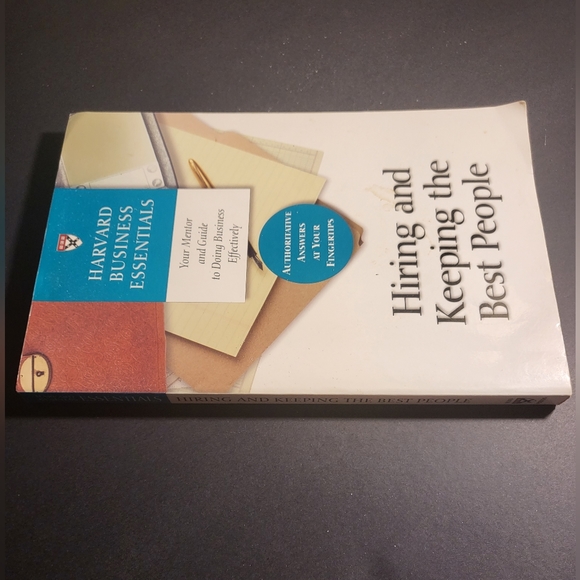 HARVARD
BUSINESS
ESSENTIALS
Your Mentor
and Guide
to Doing Business
Effectively
AUTHORITATIVE
ANSWERS
AT YOUR
FINGERTIPS
Hiring and
Keeping the
Best People
ESSENTIALS
HIRING AND KEEPING THE BEST PEOPLE